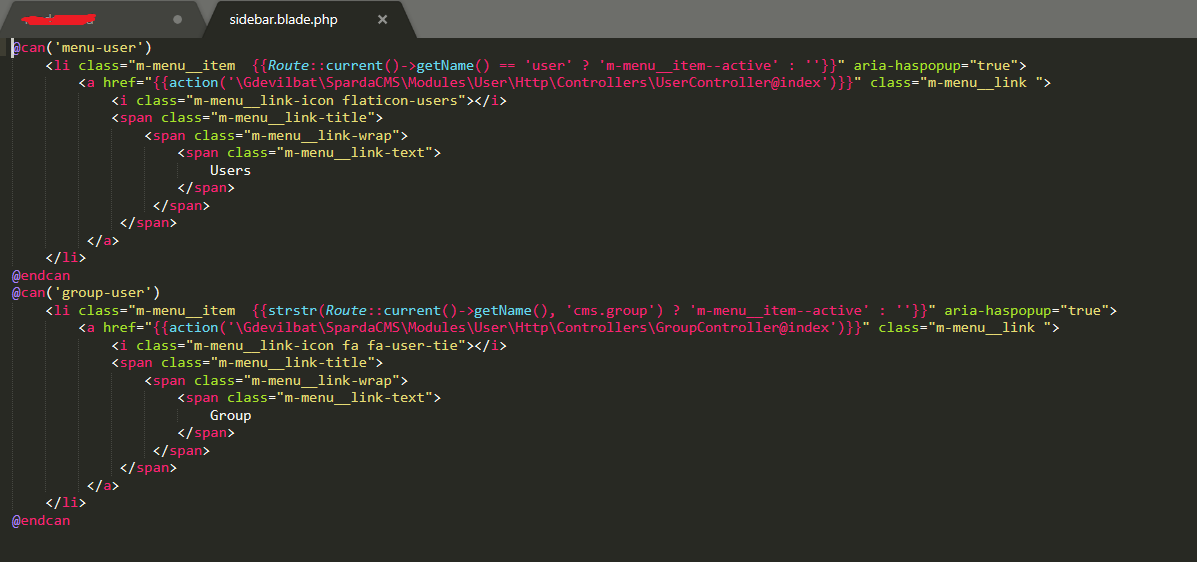 sidebar.blade.php
@can('menu-user')
<li class="m-menu__item  {{Route::current()->getName() == 'user' ? 'm-menu__item--active' : ''}}" aria-haspopup="true">
<a href="{{action('\Gdevilbat\SpardaCMS\Modules\User\Http\Controllers\UserController@index')}}" class="m-menu__link ">
<i class="m-menu__link-icon flaticon-users"></i>
<span class="m-menu__link-title">
<span class="m-menu__link-wrap">
<span class="m-menu__link-text">
Users
</span>
</span>
</span>
</a>
</li>
@endcan
@can('group-user')
<li class="m-menu__item  {{strstr(Route::current()->getName(), 'cms.group') ? 'm-menu__item--active' : ''}}" aria-haspopup="true">
<a href="{{action('\Gdevilbat\SpardaCMS\Modules\User\Http\Controllers\GroupController@index')}}" class="m-menu__link ">
<i class="m-menu__link-icon fa fa-user-tie"></i>
<span class="m-menu__link-title">
<span class="m-menu__link-wrap">
<span class="m-menu__link-text">
Group
</span>
</span>
</span>
</a>
</li>
@endcan